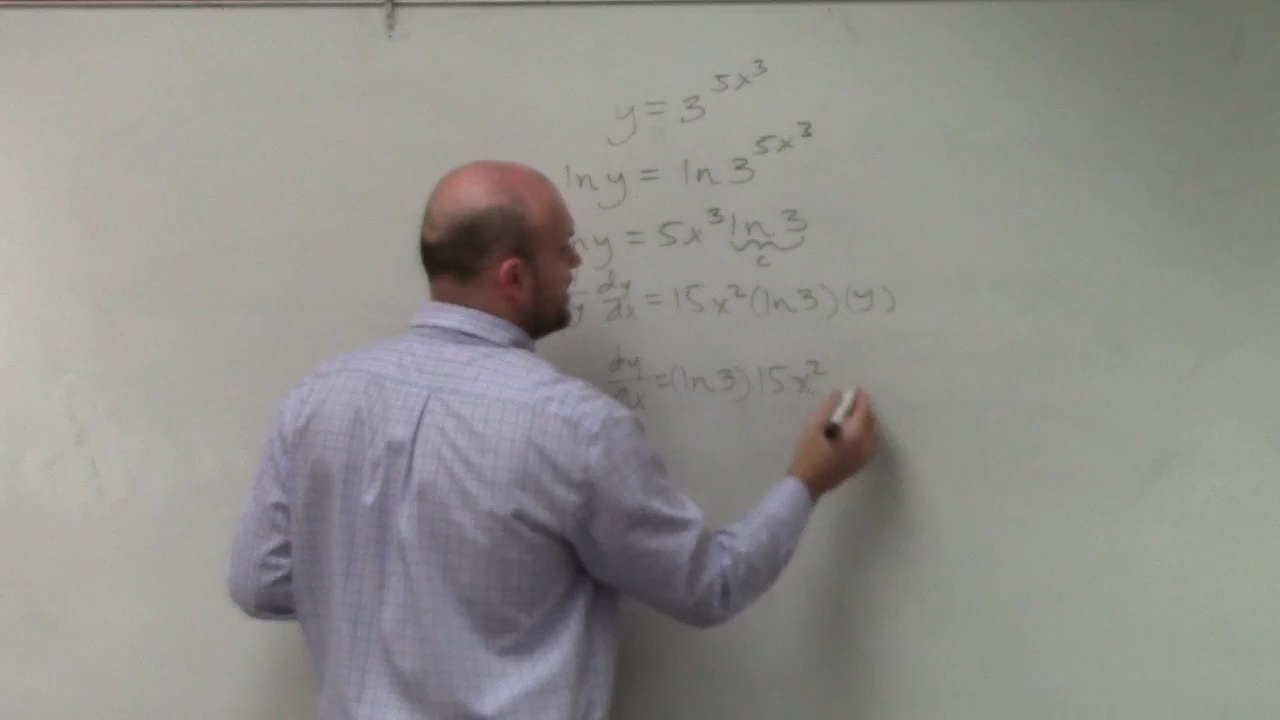 y = 3^{5x^3}
ln y = ln 3^{5x^3}
n y = 5x^3 ln 3
c
1/y dy/dx = 15x^2 (ln 3) (y)
dy/dx = (ln 3) 15x^2